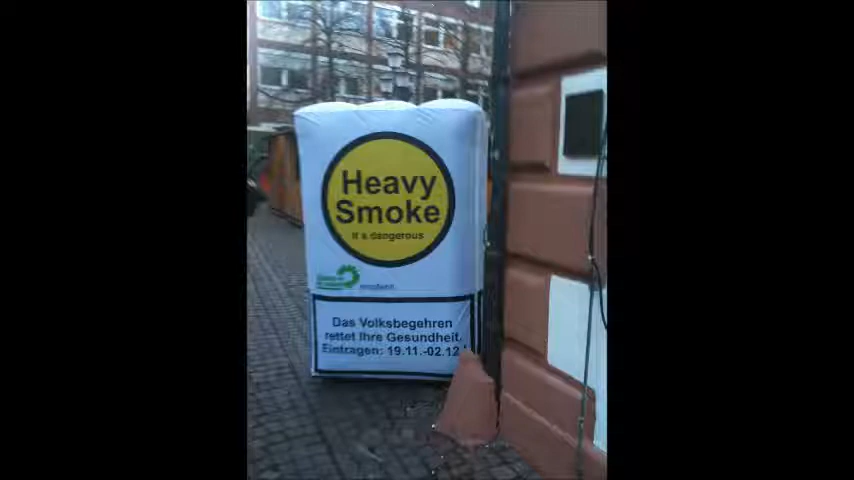 Heavy
Smoke
it's dangerous
Das Volksbegehren
rettet Ihre Gesundheit.
Eintragen: 19.11.-02.12